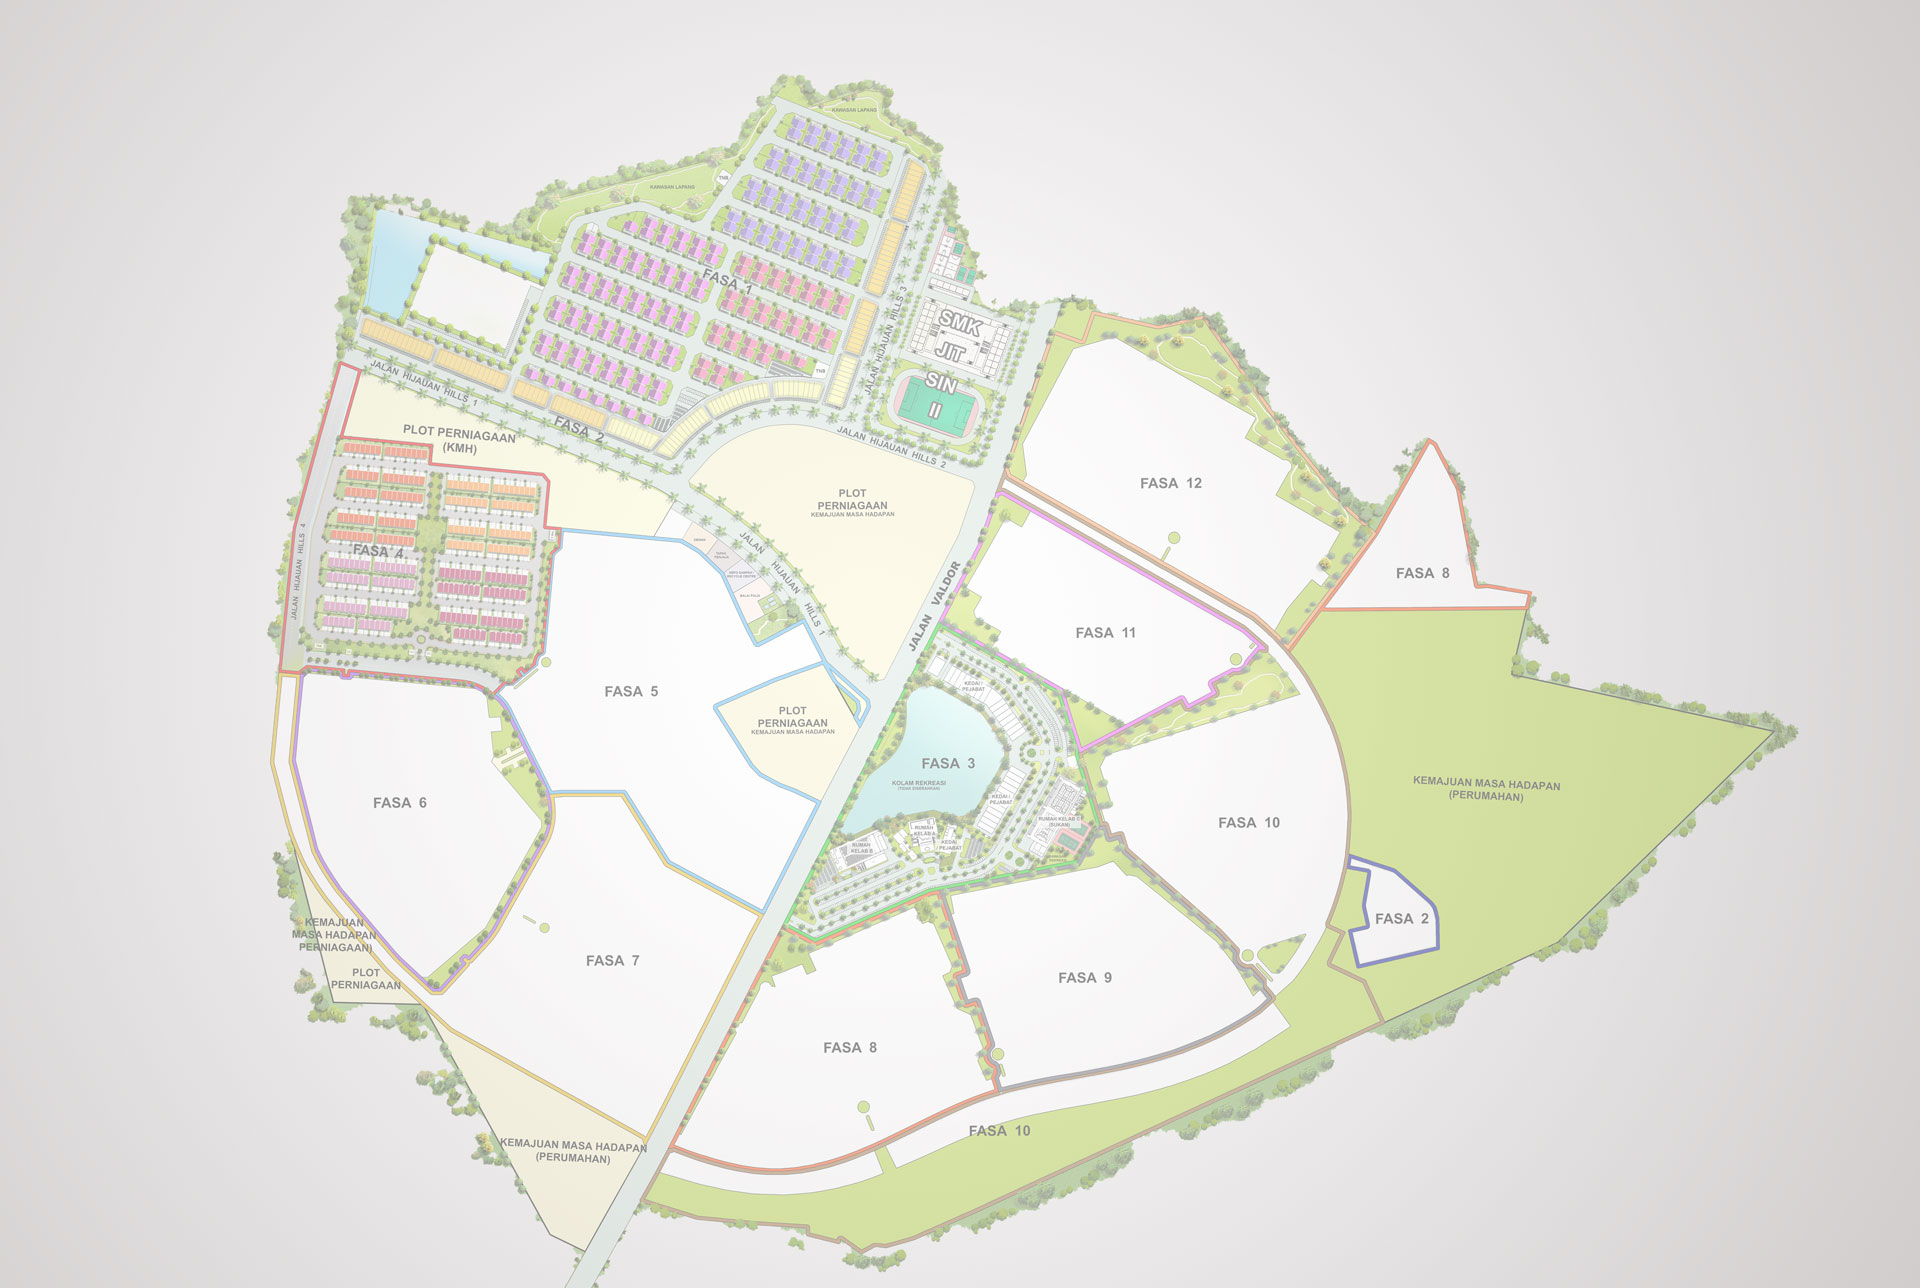 KAWASAN LAPANG
TNB
KAWASAN LAPANG
FASA 1
JALAN HIJAUAN HILLS 3
SMK
JIT
SIN
II
TNB
JALAN HIJAUAN HILLS 1
FASA 2
JALAN HIJAUAN HILLS 2
PLOT PERNIAGAAN
(KMH)
PLOT
PERNIAGAAN
KEMAJUAN MASA HADAPAN
FASA 12
FASA 4
JALAN HIJAUAN HILLS 4
JALAN HIJAUAN HILLS 1
JALAN VALDOR
FASA 8
FASA 11
FASA 5
PLOT
PERNIAGAAN
KEMAJUAN MASA HADAPAN
KEDAI /
PEJABAT
FASA 3
KOLAM REKREASI
(TIDAK DISERAHKAN)
KEDAI /
PEJABAT
RUMAH KELAB C
(SUKAN)
RUMAH
KELAB A
KEDAI
PEJABAT
RUMAH
KELAB B
FASA 10
KEMAJUAN MASA HADAPAN
(PERUMAHAN)
FASA 2
FASA 6
KEMAJUAN
MASA HADAPAN
PERNIAGAAN)
PLOT
PERNIAGAAN
FASA 7
FASA 9
FASA 8
FASA 10
KEMAJUAN MASA HADAPAN
(PERUMAHAN)